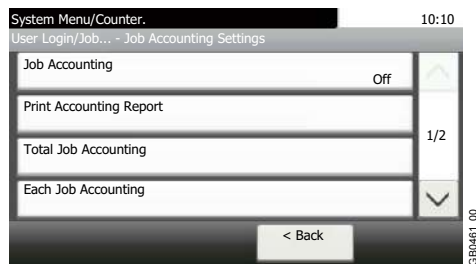 System Menu/Counter.
10:10
User Login/Job... - Job Accounting Settings
Job Accounting
Off
Print Accounting Report
1/2
Total Job Accounting
Each Job Accounting
< Back
GB0461_00